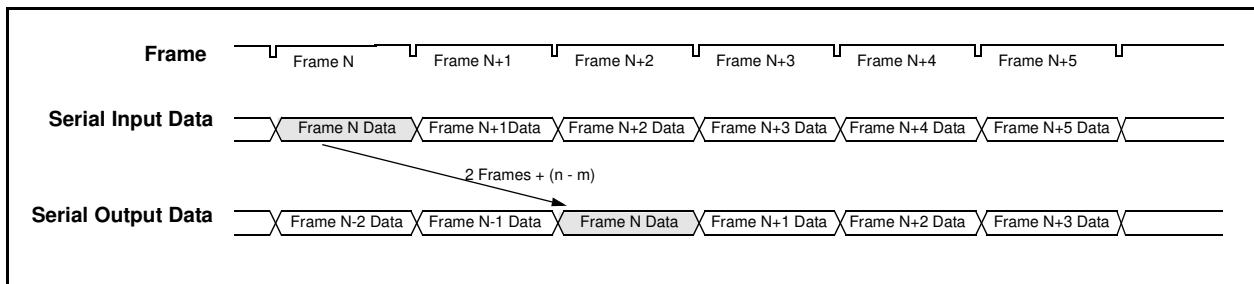 Frame
Frame N Frame N+1 Frame N+2 Frame N+3 Frame N+4 Frame N+5
Serial Input Data
Frame N Data Frame N+1Data Frame N+2 Data Frame N+3 Data Frame N+4 Data Frame N+5 Data
2 Frames + (n - m)
Serial Output Data
Frame N-2 Data Frame N-1 Data Frame N Data Frame N+1 Data Frame N+2 Data Frame N+3 Data